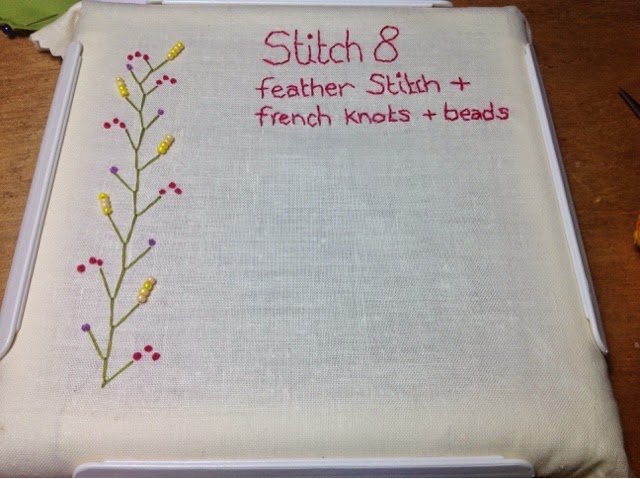 Stitch 8
feather Stitch +
french knots + beads